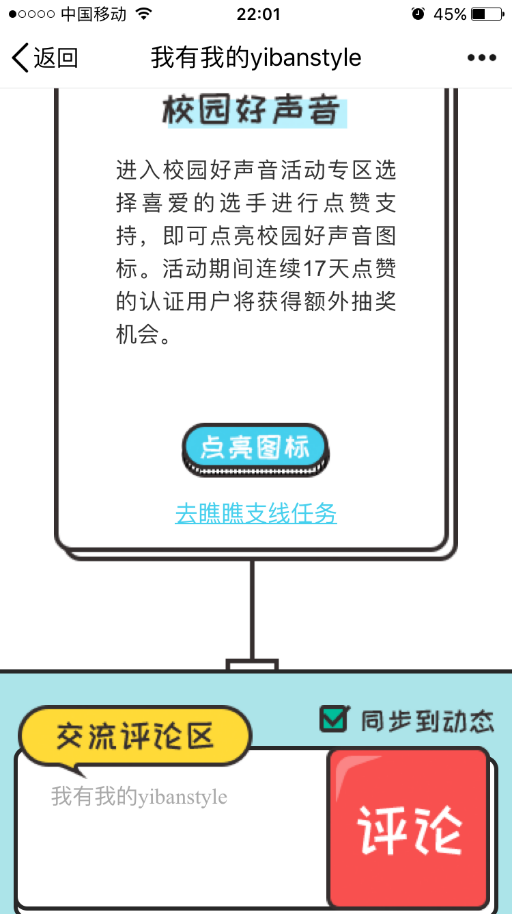 中国移动 22:01 45%
返回 我有我的yibanstyle
校园好声音
进入校园好声音活动专区选
择喜爱的选手进行点赞支
持，即可点亮校园好声音图
标。活动期间连续17天点赞
的认证用户将获得额外抽奖
机会。
点亮图标
去瞧瞧支线任务
同步到动态
交流评论区
我有我的yibanstyle
评论